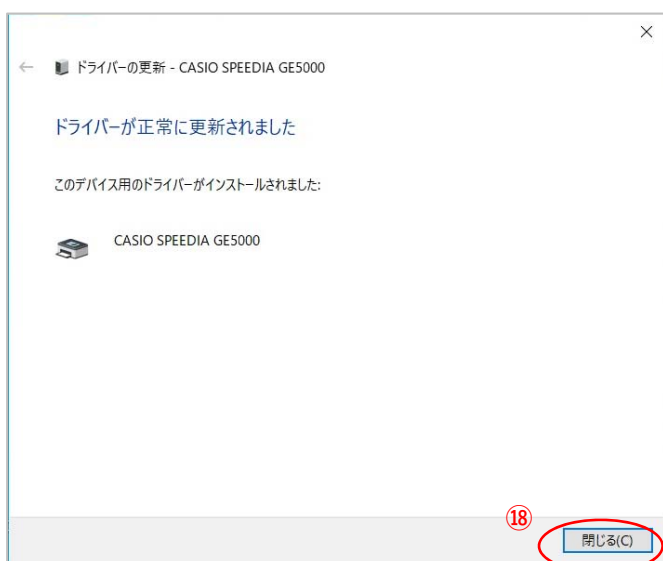 ドライバーの更新 - CASIO SPEEDIA GE5000
ドライバーが正常に更新されました
このデバイス用のドライバーがインストールされました:
CASIO SPEEDIA GE5000
⑱
閉じる(C)